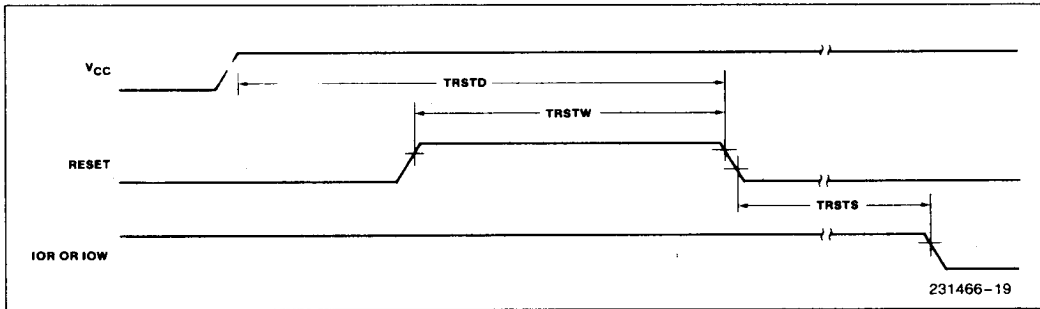 VCC
TRSTD
TRSTW
RESET
TRSTS
IOR OR IOW
231466-19